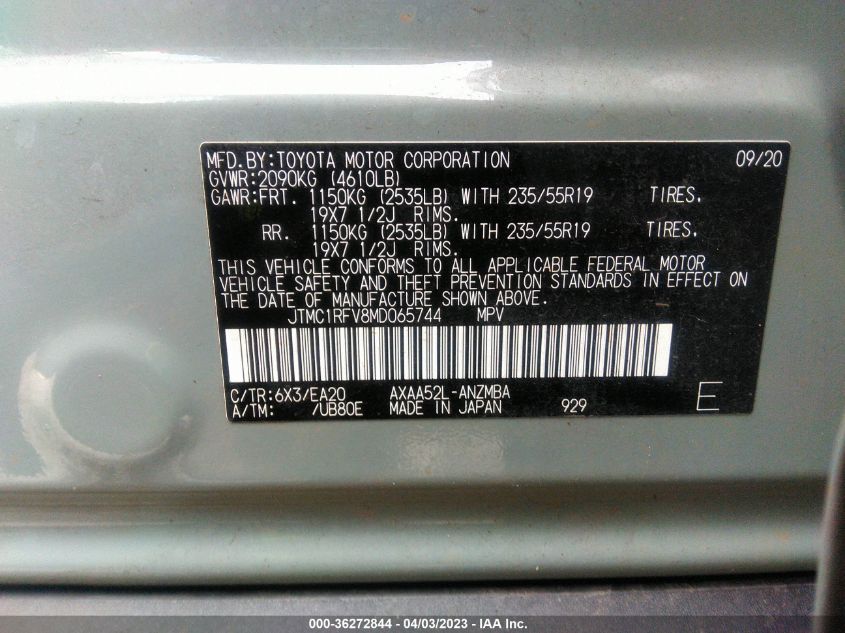 MFD.BY:TOYOTA MOTOR CORPORATION 09/20
GVWR:2090KG (4610LB)
GAWR:FRT. 1150KG (2535LB) WITH 235/55R19 TIRES.
19X7 1/2J RIMS.
RR. 1150KG (2535LB) WITH 235/55R19 TIRES.
19X7 1/2J RIMS.
THIS VEHICLE CONFORMS TO ALL APPLICABLE FEDERAL MOTOR
VEHICLE SAFETY AND THEFT PREVENTION STANDARDS IN EFFECT ON
THE DATE OF MANUFACTURE SHOWN ABOVE.
JTMC1RFV8MD065744 MPV
C/TR:6X3/EA20 AXAA52L-ANZMBA
A/TM: /UB80E MADE IN JAPAN 929 E
000-36272844 - 04/03/2023 - IAA Inc.